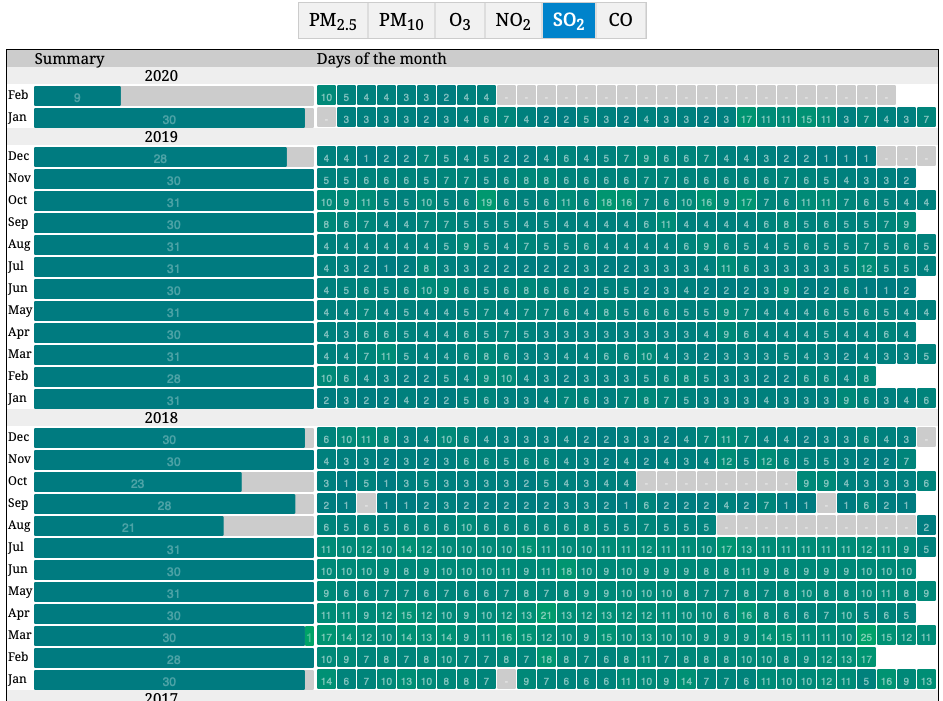 PM2.5 PM10 O3 NO2 SO2 CO
Summary Days of the month
2020
Feb 9 10 5 4 4 3 3 2 4 4 - - - - - - - - - - - - - - - - - - - -
Jan 30 - 3 3 3 3 2 3 4 6 7 4 2 2 5 3 2 4 3 3 2 3 17 11 11 15 11 3 7 4 3 7
2019
Dec 28 4 4 1 2 2 7 5 4 5 2 2 4 6 4 5 7 9 6 6 7 4 4 3 2 2 1 1 1 - - -
Nov 30 5 5 6 6 6 5 7 7 5 6 8 8 6 6 6 6 7 7 6 6 6 6 6 7 6 5 4 3 3 2
Oct 31 10 9 11 5 5 10 5 6 19 6 5 6 11 6 18 16 7 6 10 16 9 17 7 6 11 11 7 6 5 4 4
Sep 30 8 6 7 4 4 7 7 5 5 5 5 4 5 4 4 4 4 6 11 4 4 4 4 6 8 5 6 5 5 7 9
Aug 31 4 4 4 4 4 4 5 9 5 4 7 5 5 6 4 4 4 4 6 9 6 5 4 5 6 5 5 7 5 6 5
Jul 31 4 3 2 1 2 8 3 3 2 2 2 2 2 3 2 2 3 3 3 4 11 6 3 3 3 3 5 12 5 5 4
Jun 30 4 5 6 5 6 10 9 6 5 6 8 6 6 2 5 2 3 4 2 2 2 2 3 9 2 2 6 1 1 2
May 31 4 4 7 4 5 4 4 5 7 4 7 7 6 4 8 5 6 6 5 5 9 7 4 4 4 6 5 6 5 4 4
Apr 30 4 3 6 6 5 4 4 6 5 7 5 3 3 3 3 3 3 3 3 4 9 6 4 4 4 5 4 4 6 4
Mar 31 4 4 7 11 5 4 4 6 8 6 3 3 4 4 6 6 10 4 3 2 3 3 3 5 4 3 2 4 3 3 5
Feb 28 10 6 4 3 2 2 5 4 9 10 4 3 2 3 3 3 5 6 8 5 3 3 2 2 6 6 4 8
Jan 31 2 3 2 2 4 2 2 5 6 3 3 4 7 6 3 7 8 7 5 3 3 3 4 3 3 3 9 6 3 4 6
2018
Dec 30 6 10 11 8 3 4 10 6 4 3 3 3 4 2 2 3 3 2 4 7 11 7 4 4 2 3 3 6 4 3 -
Nov 30 4 3 3 2 3 2 3 6 6 5 6 6 4 3 2 4 2 4 3 4 12 5 12 6 5 5 3 2 2 7
Oct 23 3 1 5 1 3 5 3 3 3 3 2 5 4 3 4 4 - - - - - - - - 9 9 4 3 3 3 6
Sep 28 2 1 - 1 1 2 3 2 2 2 2 2 3 3 2 1 6 2 2 2 4 2 7 1 1 - 1 6 2 1
Aug 21 6 5 6 5 6 6 6 10 6 6 6 6 6 8 5 5 7 5 5 5 - - - - - - - - - - 2
Jul 31 11 10 12 10 14 12 10 10 10 10 15 11 10 10 11 11 12 11 11 10 17 13 11 11 11 11 11 12 11 9 5
Jun 30 10 10 10 9 8 9 10 10 10 11 9 11 18 10 9 10 9 9 9 8 8 11 9 8 9 9 9 10 10 10
May 31 9 6 6 7 7 6 7 6 6 7 8 7 8 9 9 10 10 10 8 7 7 7 8 7 8 10 8 8 10 11 8 9
Apr 30 11 11 9 12 15 12 10 9 10 12 13 21 13 12 13 12 12 11 10 10 6 16 8 6 6 7 10 5 6 5
Mar 30 1 17 14 12 10 14 13 14 9 11 16 15 12 10 9 15 10 13 10 10 9 9 9 14 15 11 11 10 25 15 12 11
Feb 28 10 9 7 8 7 8 10 7 7 8 7 18 8 7 6 8 11 7 8 8 8 10 10 8 9 12 13 17
Jan 30 14 6 7 10 13 10 8 8 7 - 9 7 6 6 6 11 10 9 14 7 7 6 11 10 10 12 11 5 16 9 13
2017